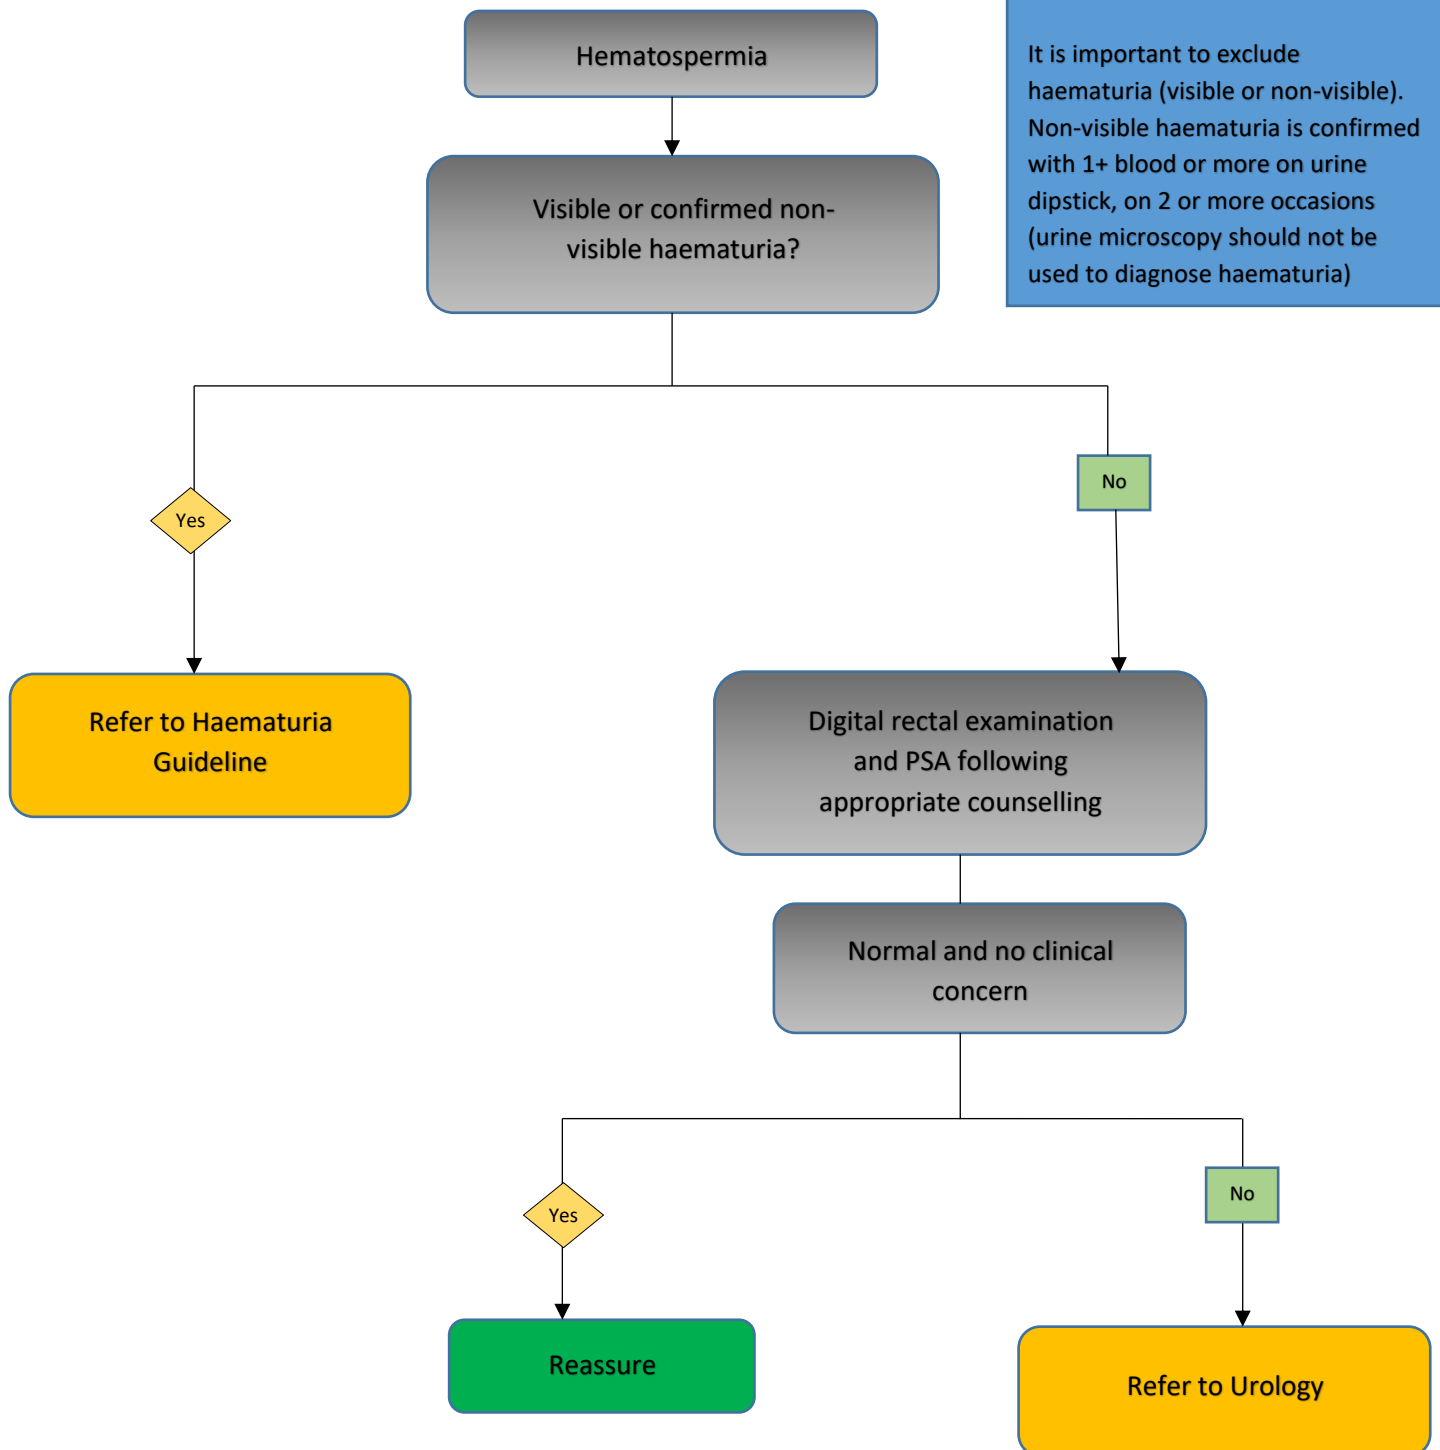 Hematospermia
It is important to exclude
haematuria (visible or non-visible).
Non-visible haematuria is confirmed
with 1+ blood or more on urine
dipstick, on 2 or more occasions
(urine microscopy should not be
used to diagnose haematuria)
Visible or confirmed non-
visible haematuria?
Yes
No
Refer to Haematuria
Guideline
Digital rectal examination
and PSA following
appropriate counselling
Normal and no clinical
concern
Yes
No
Reassure
Refer to Urology